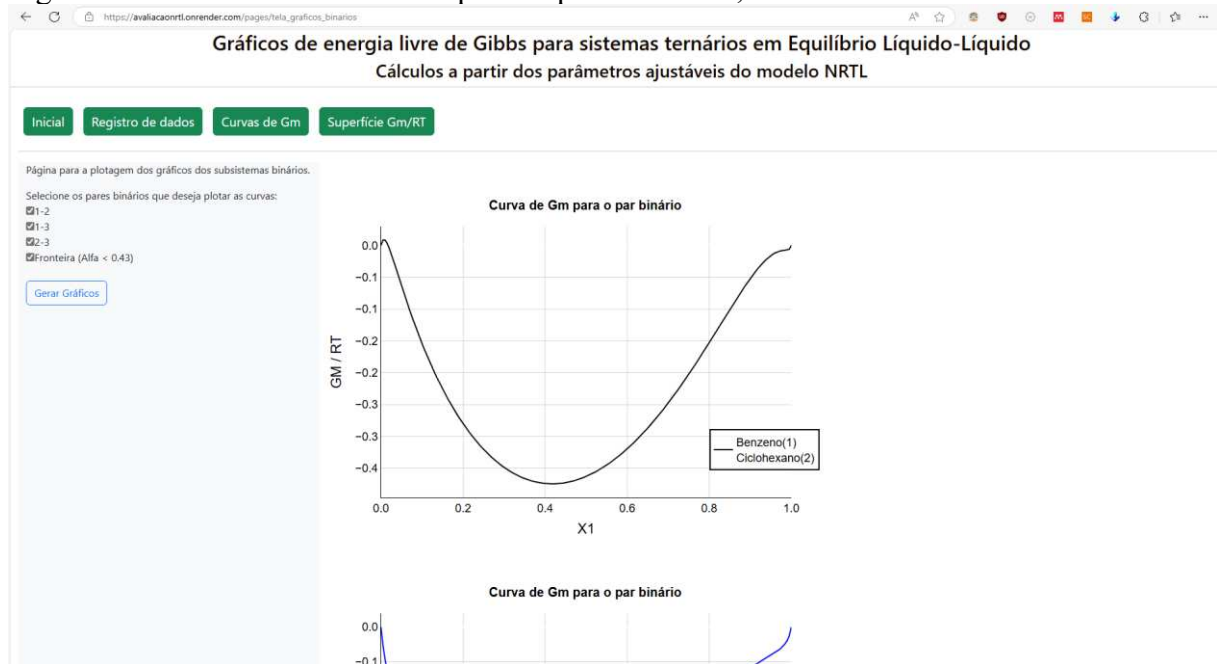 https://avaliacaonrtl.onrender.com/pages/tela_graficos_binarios
Gráficos de energia livre de Gibbs para sistemas ternários em Equilíbrio Líquido-Líquido
Cálculos a partir dos parâmetros ajustáveis do modelo NRTL
Inicial Registro de dados Curvas de Gm Superfície Gm/RT
Página para a plotagem dos gráficos dos subsistemas binários.
Selecione os pares binários que deseja plotar as curvas:
1-2
1-3
2-3
Fronteira (Alfa < 0.43)
Gerar Gráficos
Curva de Gm para o par binário
0.0
−0.1
−0.1
−0.2
−0.2
−0.3
−0.3
−0.4
GM / RT
Benzeno(1)
Ciclohexano(2)
0.0 0.2 0.4 0.6 0.8 1.0
X1
Curva de Gm para o par binário
0.0
−0.1